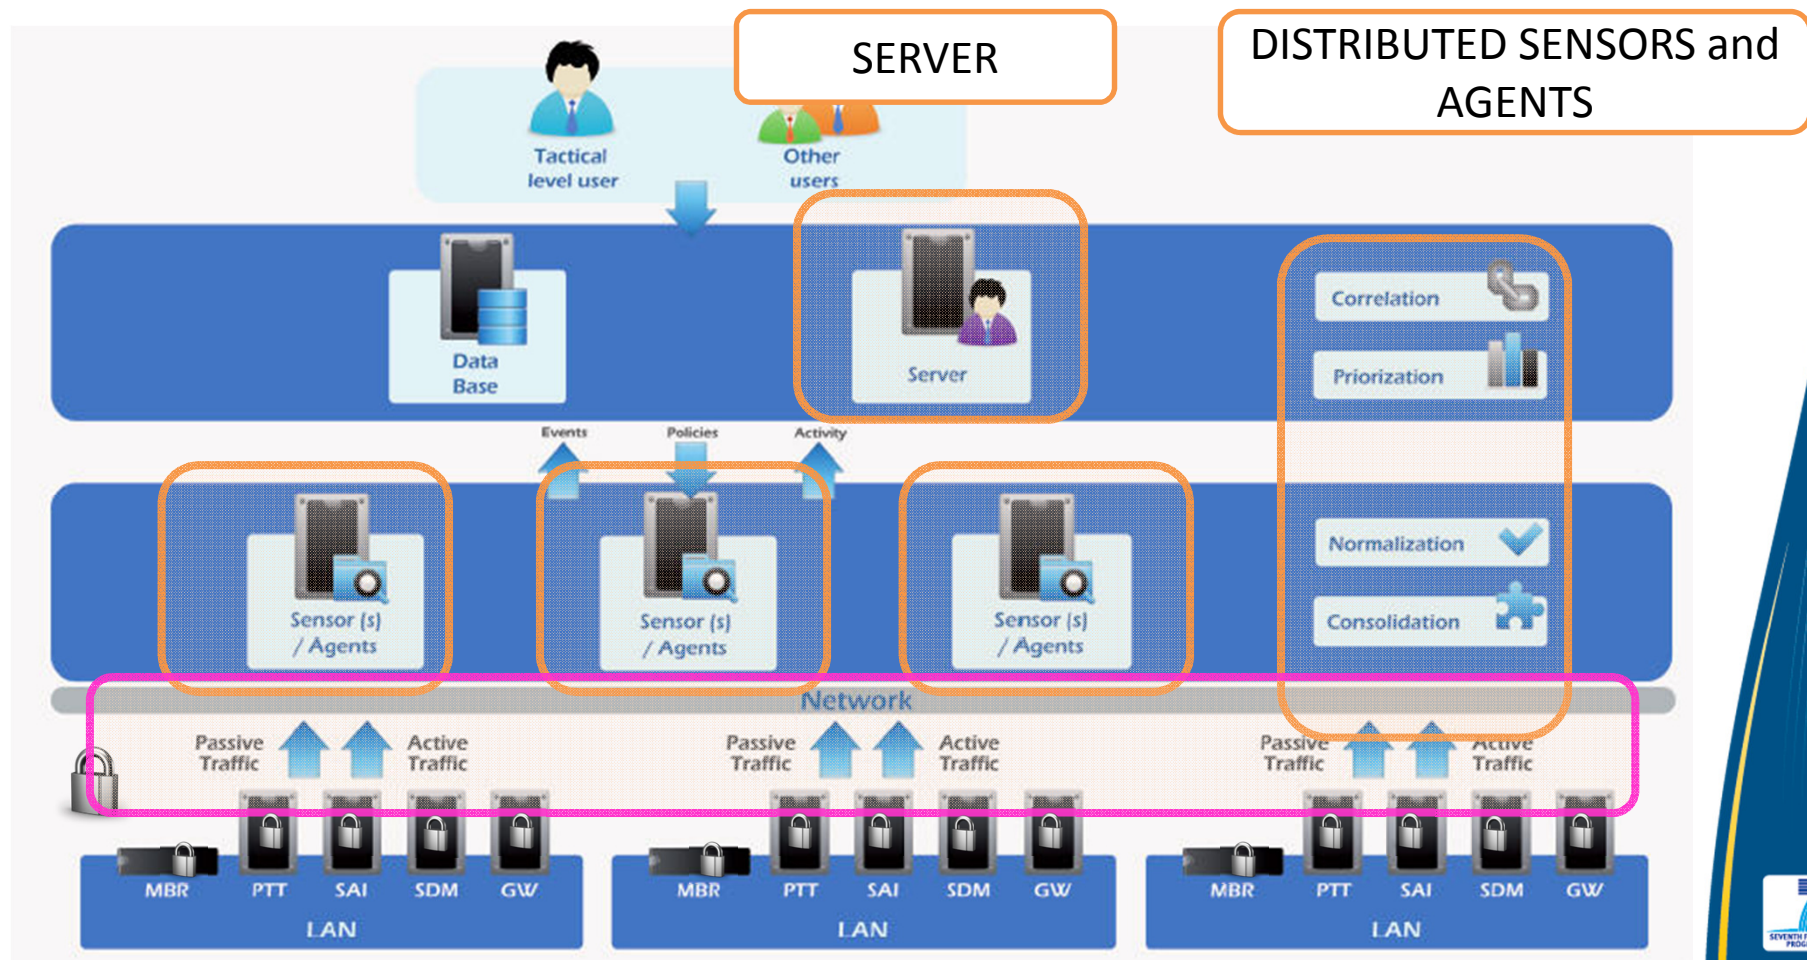 SERVER
DISTRIBUTED SENSORS and
AGENTS
Tactical
level user
Other
users
Data
Base
Server
Correlation
Priorization
Events
Policies
Activity
Sensor (s)
/ Agents
Sensor (s)
/ Agents
Sensor (s)
/ Agents
Normalization
Consolidation
Network
Passive
Traffic
Active
Traffic
Passive
Traffic
Active
Traffic
Passive
Traffic
Active
Traffic
MBR PTT SAI SDM GW
LAN
MBR PTT SAI SDM GW
LAN
MBR PTT SAI SDM GW
LAN
SEVENTH